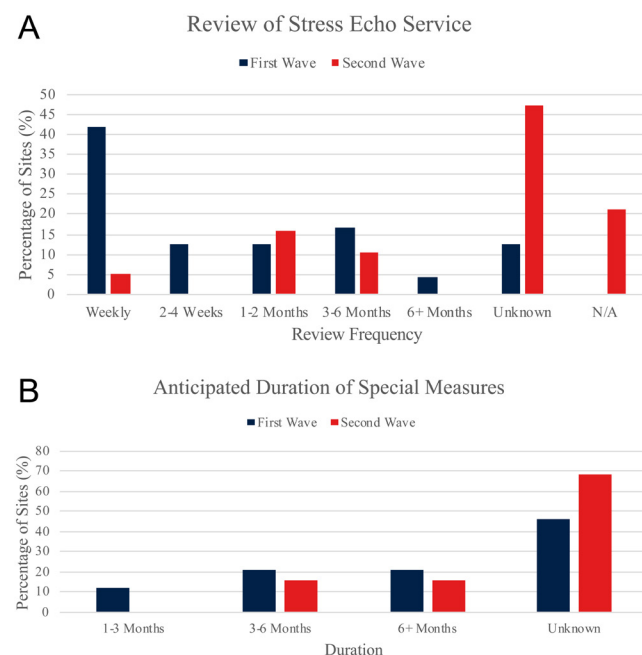 A
Review of Stress Echo Service
First Wave Second Wave
50
45
40
35
30
25
20
15
10
5
0
Percentage of Sites (%)
Weekly 2-4 Weeks 1-2 Months 3-6 Months 6+ Months Unknown N/A
Review Frequency
B
Anticipated Duration of Special Measures
First Wave Second Wave
80
70
60
50
40
30
20
10
0
Percentage of Sites (%)
1-3 Months 3-6 Months 6+ Months Unknown
Duration